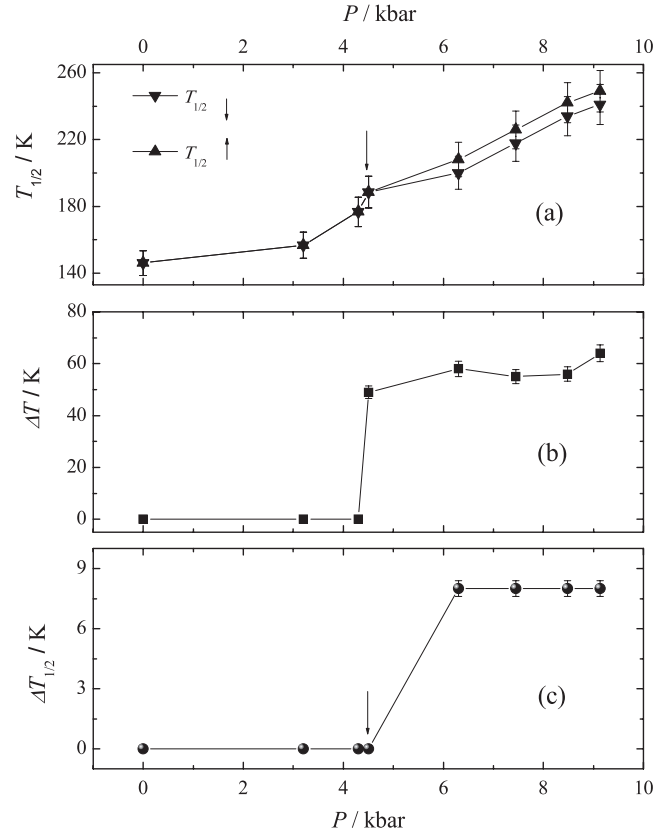 P / kbar
0 2 4 6 8 10
260
220
180
140
T1/2 / K
T1/2 ↓
T1/2 ↑
(a)
80
60
40
20
0
ΔT / K
(b)
9
6
3
0
ΔT1/2 / K
(c)
0 2 4 6 8 10
P / kbar